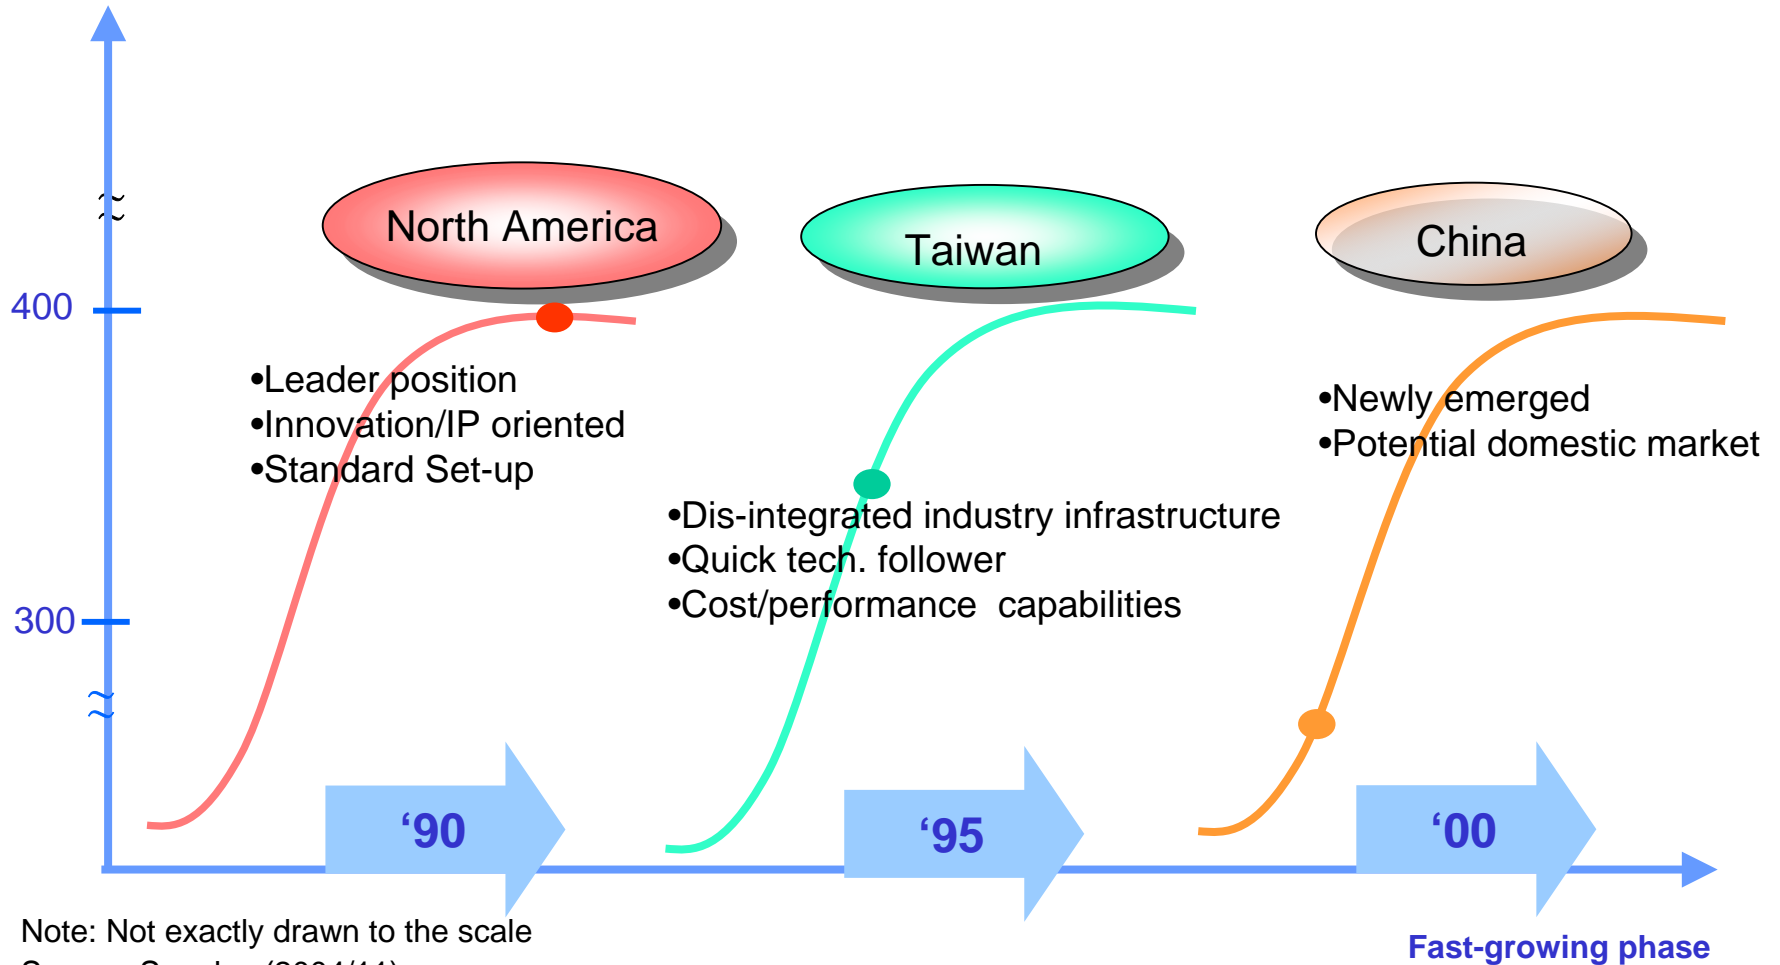 North America
Taiwan
China
400
•Leader position
•Innovation/IP oriented
•Standard Set-up
•Newly emerged
•Potential domestic market
•Dis-integrated industry infrastructure
•Quick tech. follower
•Cost/performance  capabilities
300
‘90
‘95
‘00
Note: Not exactly drawn to the scale
Fast-growing phase